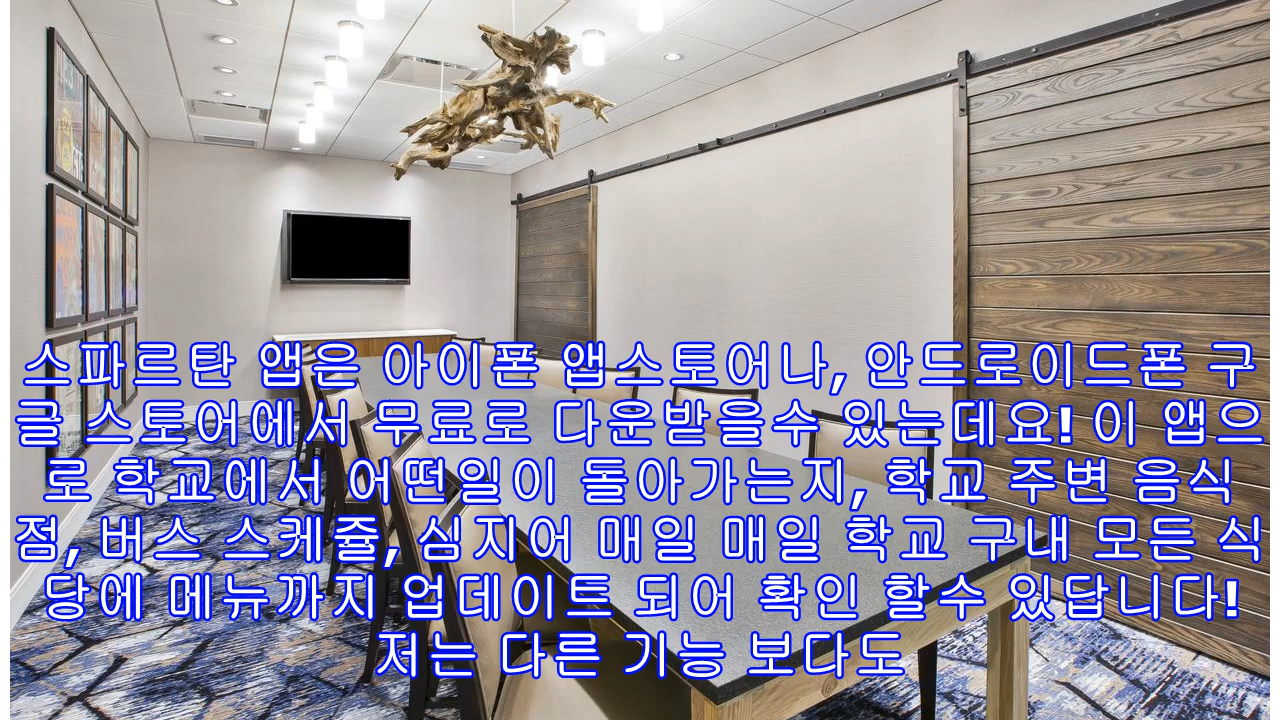 스파르탄 앱은 아이폰 앱스토어나, 안드로이드폰 구
글 스토어에서 무료로 다운받을수 있는데요! 이 앱으
로 학교에서 어떤일이 돌아가는지, 학교 주변 음식
점, 버스 스케쥴, 심지어 매일 매일 학교 구내 모든 식
당에 메뉴까지 업데이트 되어 확인 할수 있답니다!
저는 다른 기능 보다도